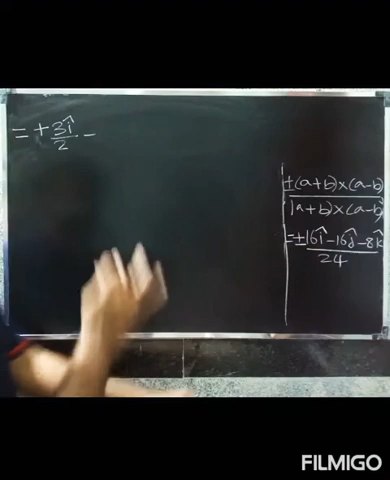 = + 3î/2 −
±(a+b)×(a-b)
|a+b)×(a-b)
=±16î-16ĵ-8k̂
24
FILMIGO